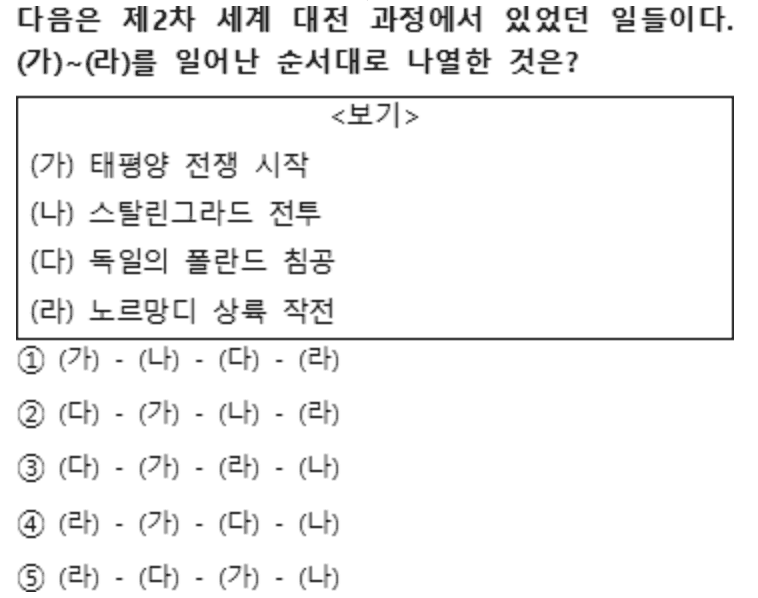 다음은 제2차 세계 대전 과정에서 있었던 일들이다.
(가)~(라)를 일어난 순서대로 나열한 것은?
<보기>
(가) 태평양 전쟁 시작
(나) 스탈린그라드 전투
(다) 독일의 폴란드 침공
(라) 노르망디 상륙 작전
① (가) - (나) - (다) - (라)
② (다) - (가) - (나) - (라)
③ (다) - (가) - (라) - (나)
④ (라) - (가) - (다) - (나)
⑤ (라) - (다) - (가) - (나)